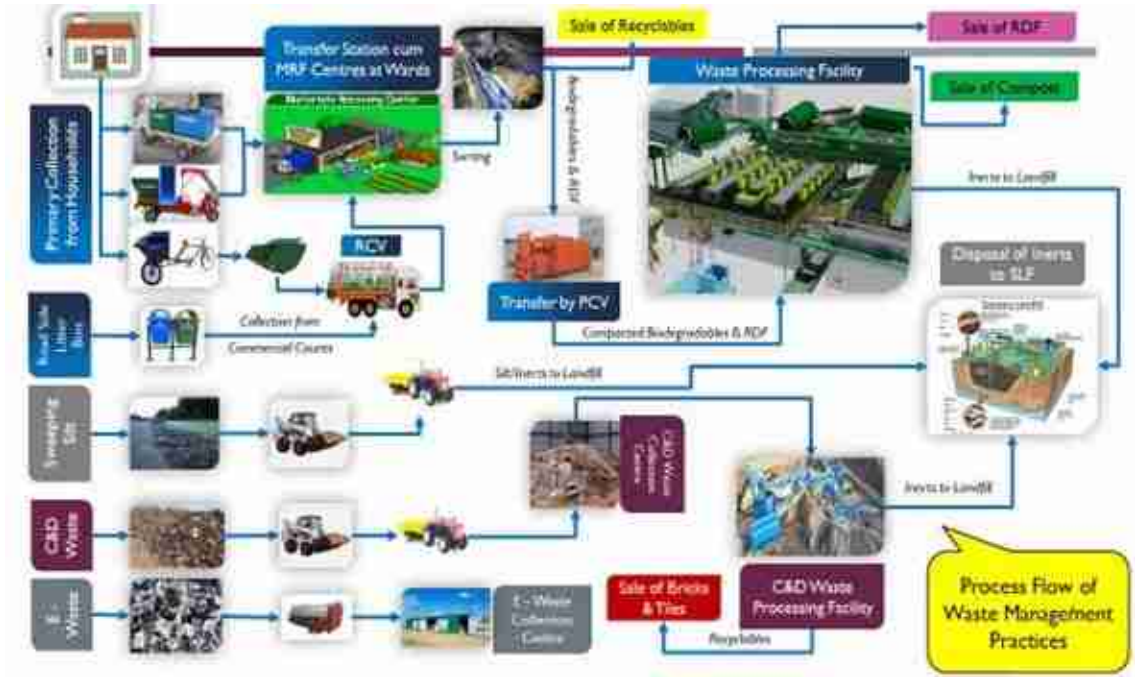 Sale of Recyclables
Sale of RDF
Transfer Station cum
MRF Centres at Wards
Waste Processing Facility
Sale of Compost
Biodegradables & RDF
Sorting
Primary Collection
from Households
Inerts to Landfill
RCV
Disposal of Inerts
to SLF
Transfer by PCV
Road Side
Litter
Bins
Collection from
Commercial Courts
Compacted Biodegradables & RDF
Silt/Inerts to Landfill
Sweeping
Silt
C&D Waste
Collection
Centre
Inerts to Landfill
C&D
Waste
Process Flow of
Waste Management
Practices
E -
Waste
E - Waste
Collection
Centre
Sale of Bricks
& Tiles
C&D Waste
Processing Facility
Recyclables